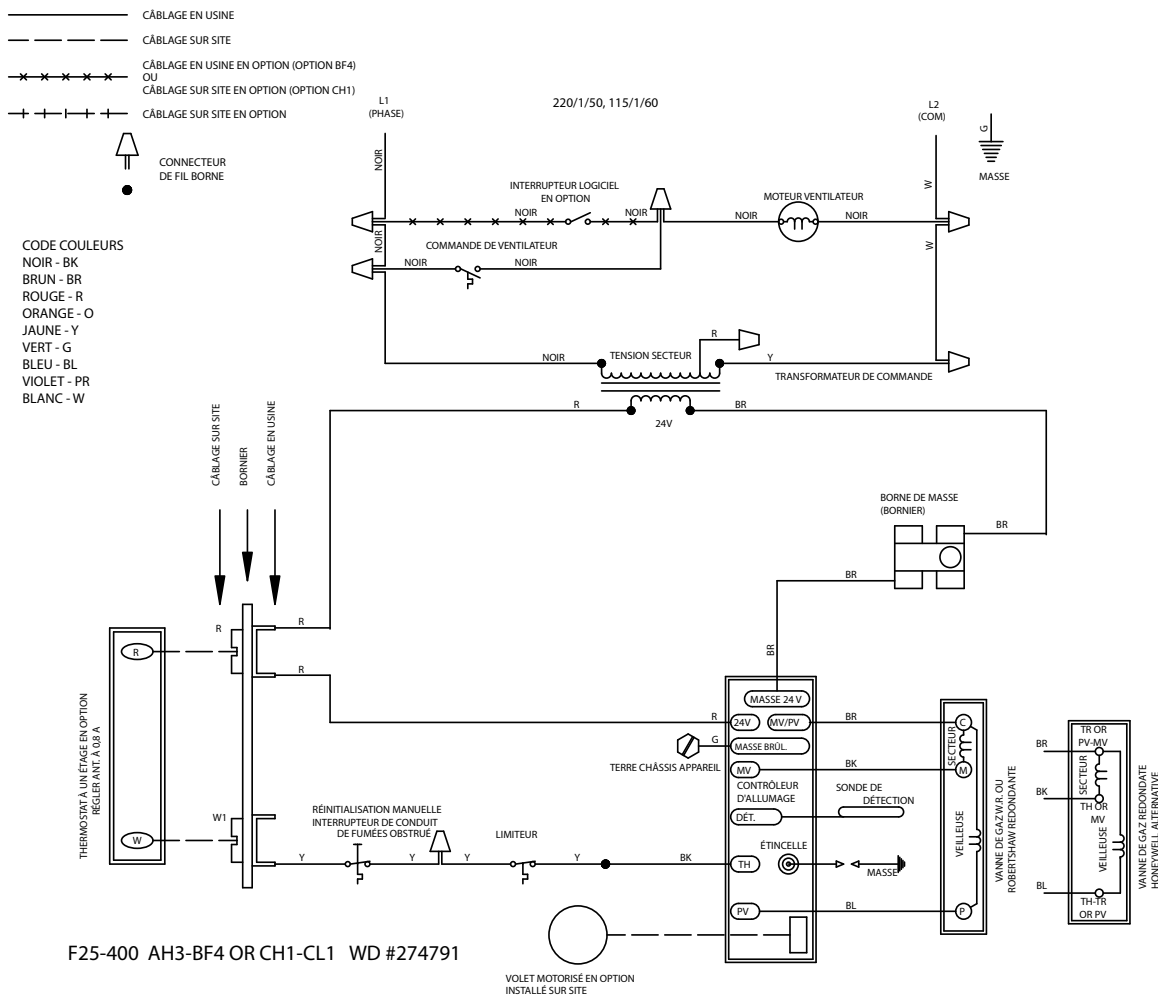 CÂBLAGE EN USINE
CÂBLAGE SUR SITE
CÂBLAGE EN USINE EN OPTION (OPTION BF4)
OU
CÂBLAGE SUR SITE EN OPTION (OPTION CH1)
CÂBLAGE SUR SITE EN OPTION
CONNECTEUR
DE FIL BORNE
CODE COULEURS
NOIR - BK
BRUN - BR
ROUGE - R
ORANGE - O
JAUNE - Y
VERT - G
BLEU - BL
VIOLET - PR
BLANC - W
L1
(PHASE)
220/1/50, 115/1/60
L2
(COM)
G
MASSE
NOIR
W
INTERRUPTEUR LOGICIEL
EN OPTION
NOIR
NOIR
MOTEUR VENTILATEUR
NOIR
NOIR
NOIR
W
COMMANDE DE VENTILATEUR
NOIR
NOIR
R
NOIR
TENSION SECTEUR
Y
TRANSFORMATEUR DE COMMANDE
R
BR
24V
CÂBLAGE SUR SITE
BORNIER
CÂBLAGE EN USINE
BORNE DE MASSE
(BORNIER)
BR
BR
BR
R
R
R
R
THERMOSTAT À UN ÉTAGE EN OPTION
RÉGLER ANT. À 0,8 A
W1
W
Y
RÉINITIALISATION MANUELLE
INTERRUPTEUR DE CONDUIT
DE FUMÉES OBSTRUÉ
Y
Y
LIMITEUR
Y
BK
MASSE 24 V
R
24V
MV/PV
BR
G
MASSE BRÛL.
TERRE CHÂSSIS APPAREIL
MV
BK
CONTRÔLEUR
D'ALLUMAGE
SONDE DE
DÉTECTION
DÉT.
ÉTINCELLE
TH
MASSE
PV
BL
C
SECTEUR
M
VEILLEUSE
P
VANNE DE GAZ W.R. OU
ROBERTSHAW REDONDANTE
BR
TR OR
PV-MV
SECTEUR
BK
TH OR
MV
VEILLEUSE
BL
TH-TR
OR PV
VANNE DE GAZ REDONDATE
HONEYWELL ALTERNATIVE
F25-400 AH3-BF4 OR CH1-CL1 WD #274791
VOLET MOTORISÉ EN OPTION
INSTALLÉ SUR SITE